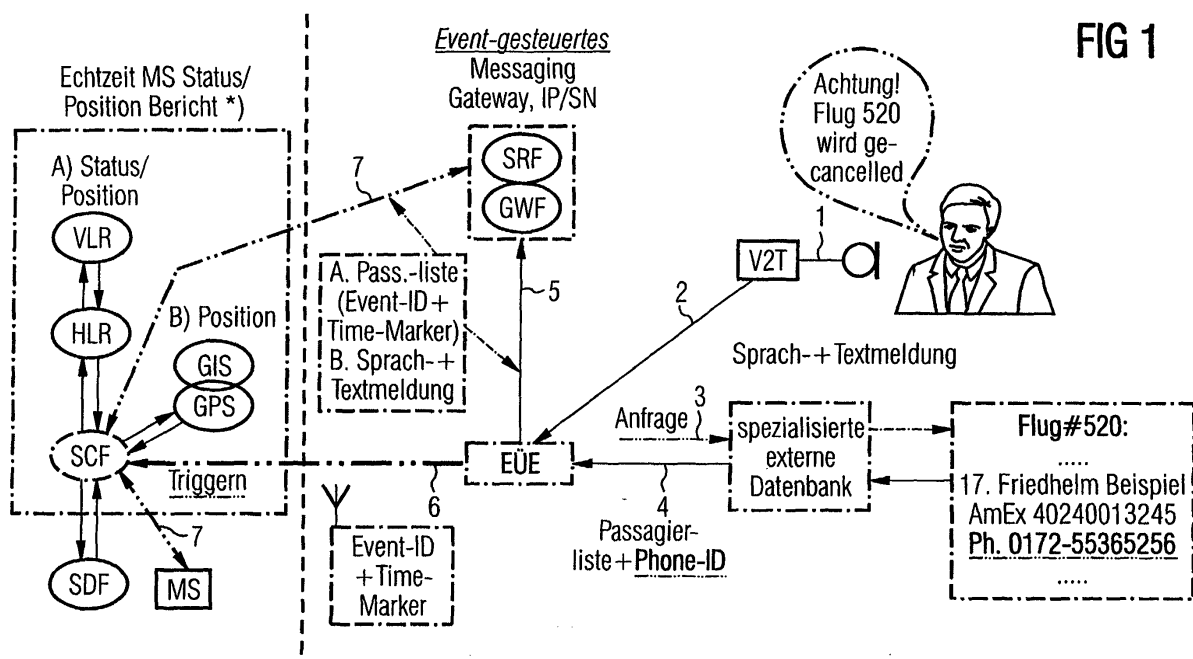 FIG 1
Echtzeit MS Status/
Position Bericht *)
A) Status/
Position
VLR
HLR
B) Position
GIS
GPS
SCF
Triggern
7
SDF
MS
Event-gesteuertes
Messaging
Gateway, IP/SN
SRF
GWF
7
A. Pass.-liste
(Event-ID+
Time-Marker)
B. Sprach-+
Textmeldung
5
EUE
6
Event-ID
+Time-
Marker
Achtung!
Flug 520
wird ge-
cancelled
1
V2T
2
Sprach-+Textmeldung
Anfrage
3
spezialisierte
externe
Datenbank
4
Passagier-
liste+Phone-ID
Flug#520:
.....
17. Friedhelm Beispiel
AmEx 40240013245
Ph. 0172-55365256
.....